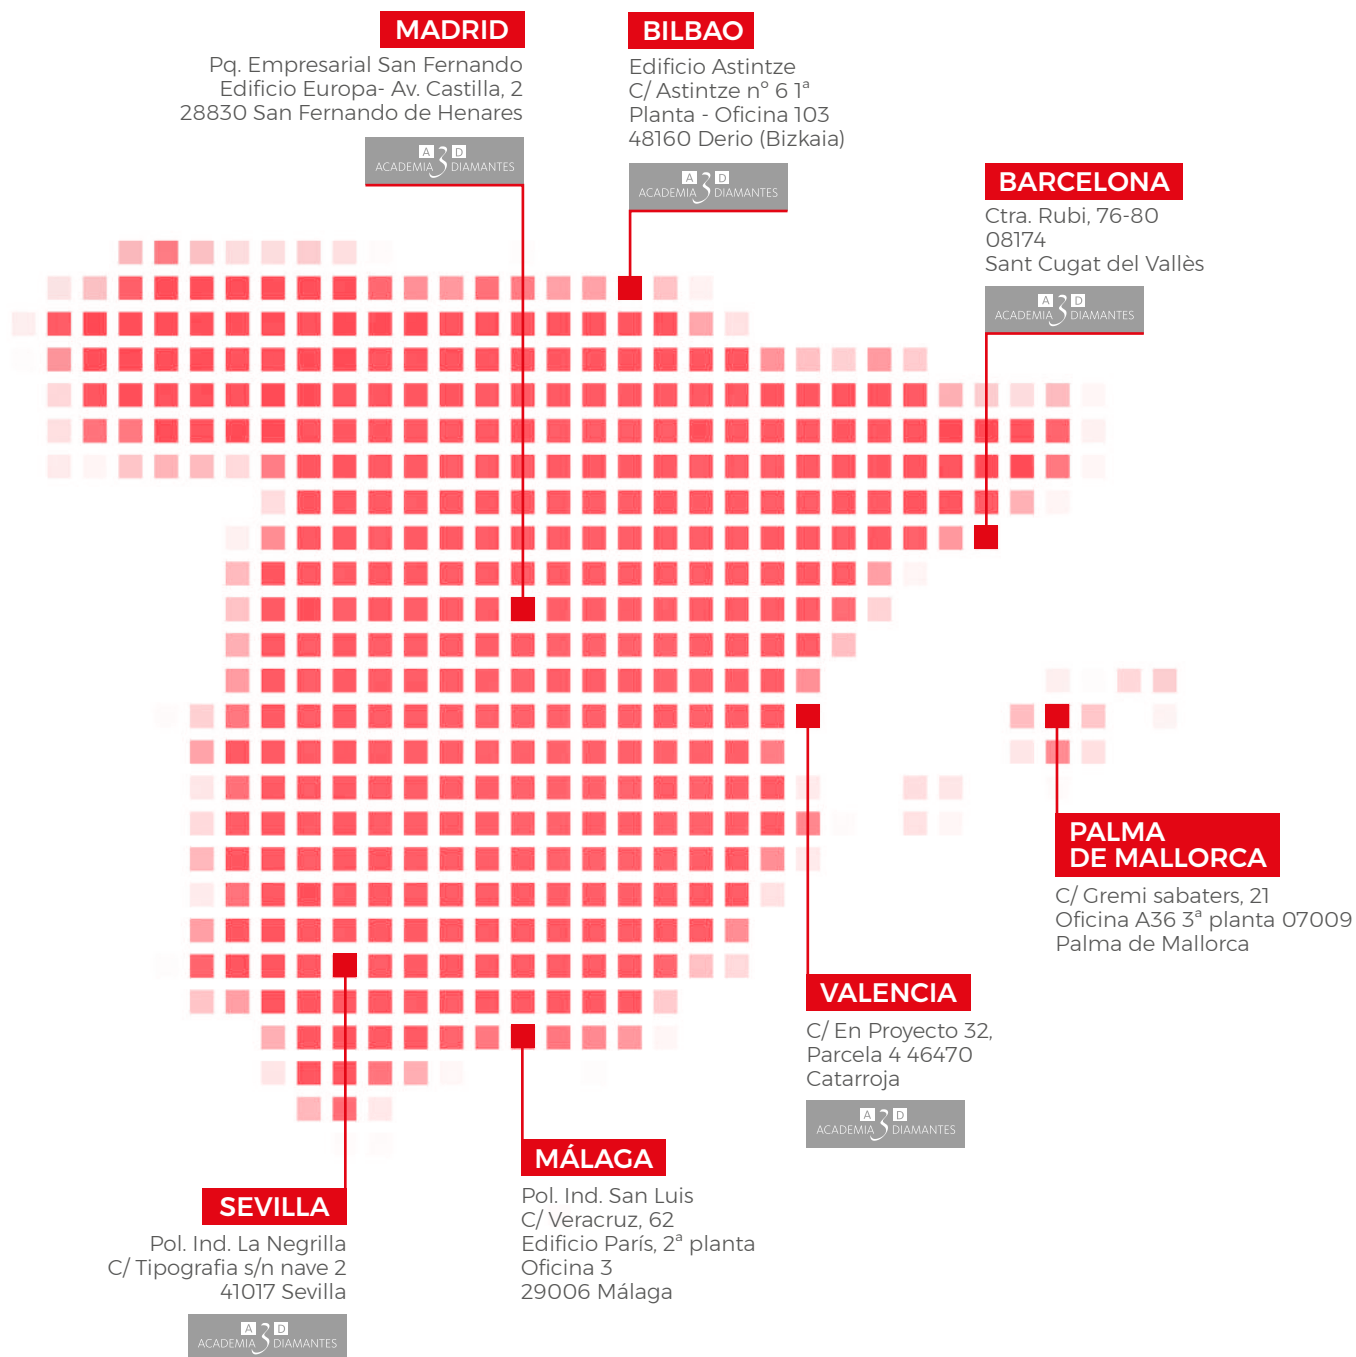 MADRID
Pq. Empresarial San Fernando
Edificio Europa- Av. Castilla, 2
28830 San Fernando de Henares
A D
ACADEMIA 3 DIAMANTES
BILBAO
Edificio Astintze
C/ Astintze nº 6 1ª
Planta - Oficina 103
48160 Derio (Bizkaia)
A D
ACADEMIA 3 DIAMANTES
BARCELONA
Ctra. Rubi, 76-80
08174
Sant Cugat del Vallès
A D
ACADEMIA 3 DIAMANTES
PALMA
DE MALLORCA
C/ Gremi sabaters, 21
Oficina A36 3ª planta 07009
Palma de Mallorca
VALENCIA
C/ En Proyecto 32,
Parcela 4 46470
Catarroja
A D
ACADEMIA 3 DIAMANTES
MÁLAGA
Pol. Ind. San Luis
C/ Veracruz, 62
Edificio París, 2ª planta
Oficina 3
29006 Málaga
SEVILLA
Pol. Ind. La Negrilla
C/ Tipografia s/n nave 2
41017 Sevilla
A D
ACADEMIA 3 DIAMANTES